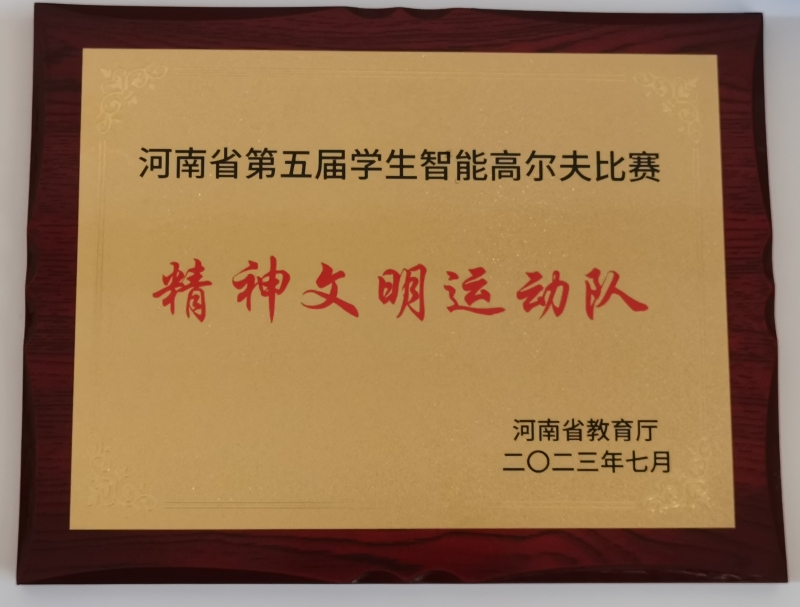 河南省第五届学生智能高尔夫比赛
精神文明运动队
河南省教育厅
二〇二三年七月